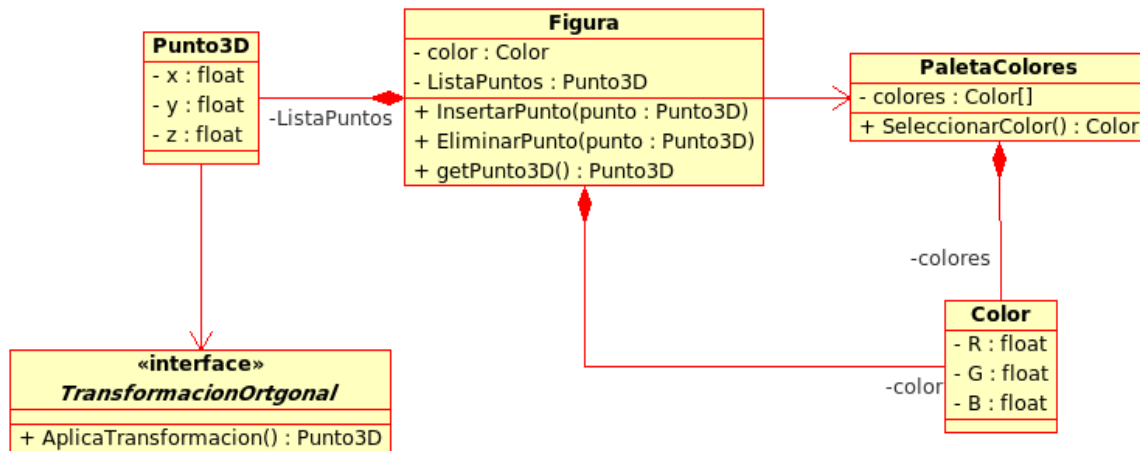 Punto3D
- x : float
- y : float
- z : float
-ListaPuntos
Figura
- color : Color
- ListaPuntos : Punto3D
+ InsertarPunto(punto : Punto3D)
+ EliminarPunto(punto : Punto3D)
+ getPunto3D() : Punto3D
PaletaColores
- colores : Color[]
+ SeleccionarColor() : Color
-colores
Color
- R : float
- G : float
- B : float
-color
«interface»
TransformacionOrtgonal
+ AplicaTransformacion() : Punto3D